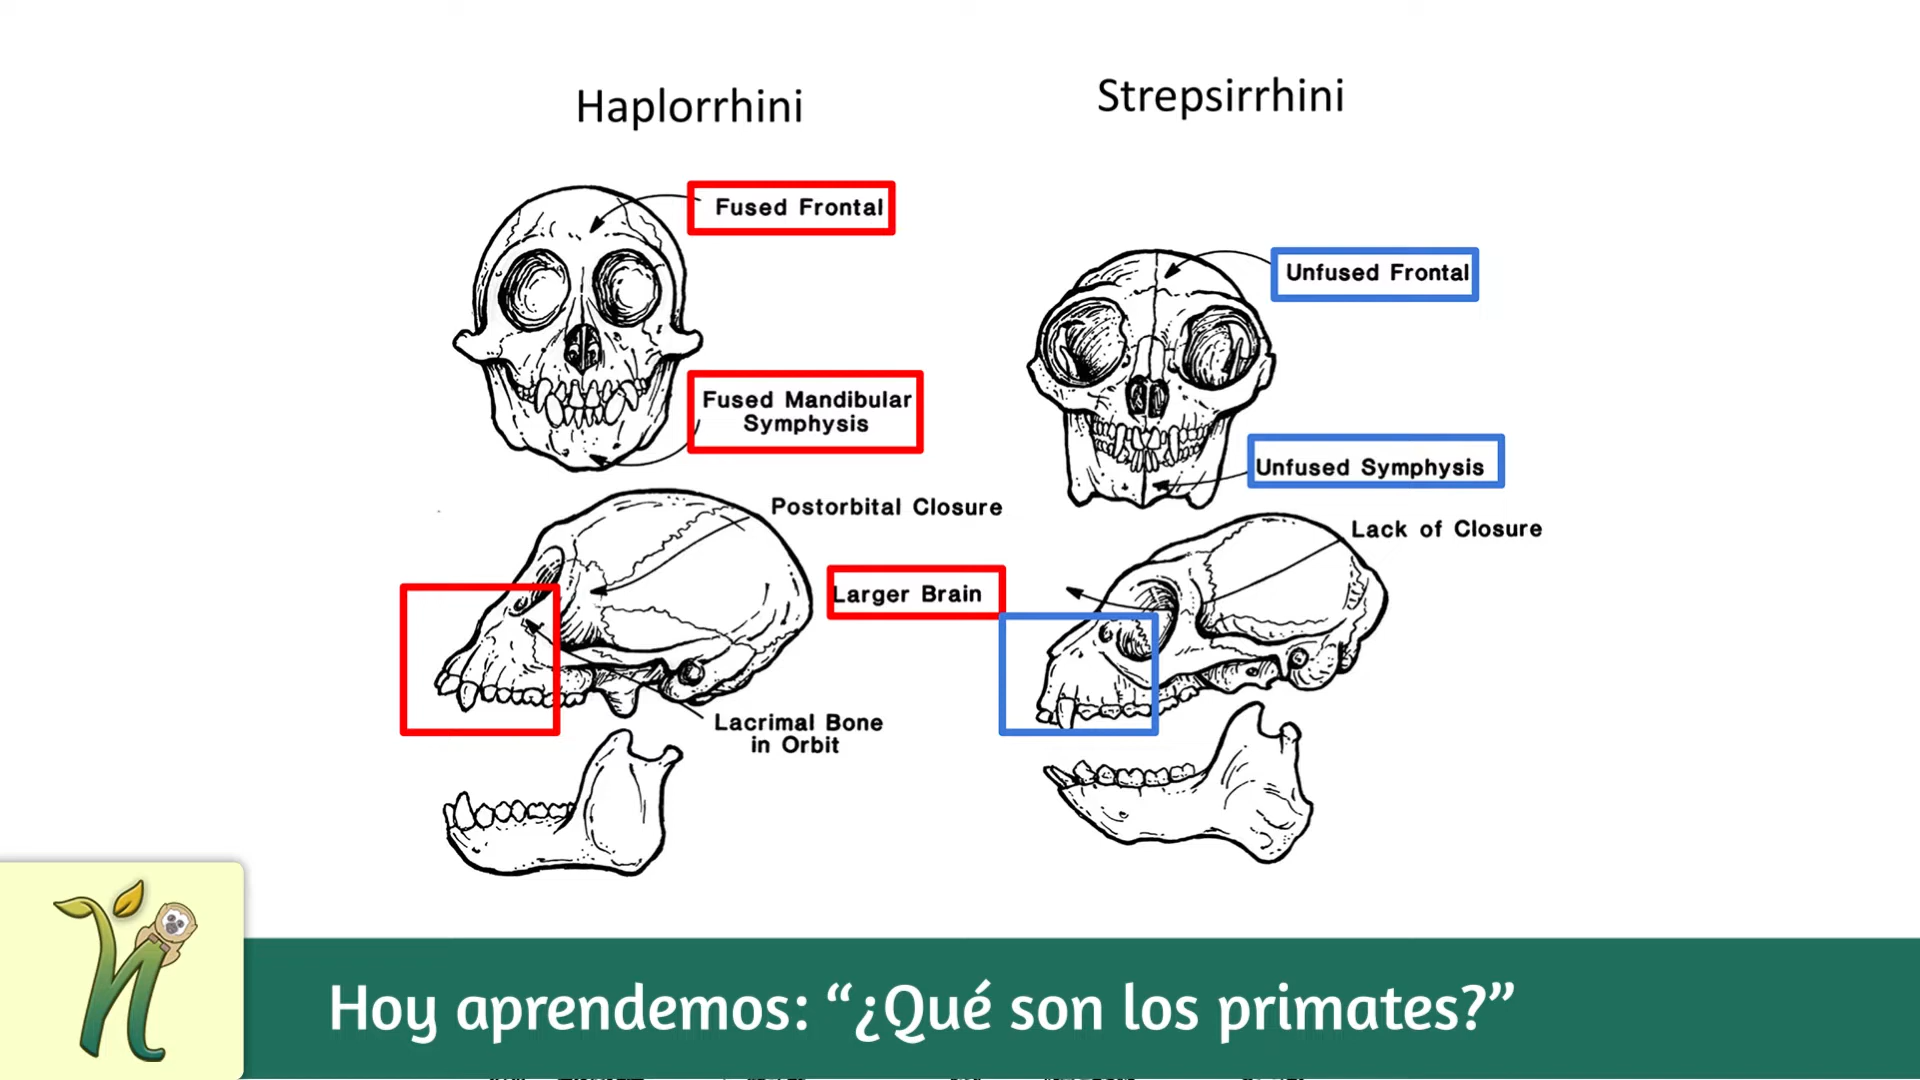 Haplorrhini
Strepsirrhini
Fused Frontal
Unfused Frontal
Fused Mandibular
Symphysis
Unfused Symphysis
Postorbital Closure
Lack of Closure
Larger Brain
Lacrimal Bone
in Orbit
Hoy aprendemos: “¿Qué son los primates?”